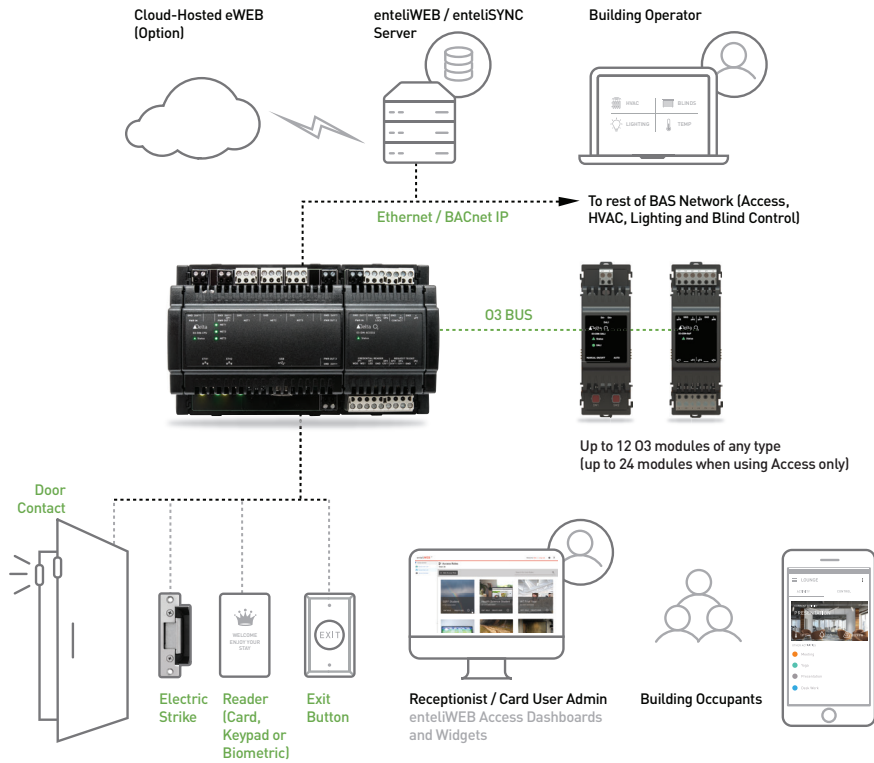 Cloud-Hosted eWEB
(Option)
enteliWEB / enteliSYNC
Server
Building Operator
HVAC
BLINDS
LIGHTING
TEMP
Ethernet / BACnet IP
To rest of BAS Network (Access,
HVAC, Lighting and Blind Control)
O3 BUS
Up to 12 O3 modules of any type
(up to 24 modules when using Access only)
Door
Contact
WELCOME
ENJOY YOUR
STAY
EXIT
Electric
Strike
Reader
(Card,
Keypad or
Biometric)
Exit
Button
Receptionist / Card User Admin
enteliWEB Access Dashboards
and Widgets
Building Occupants
LOUNGE